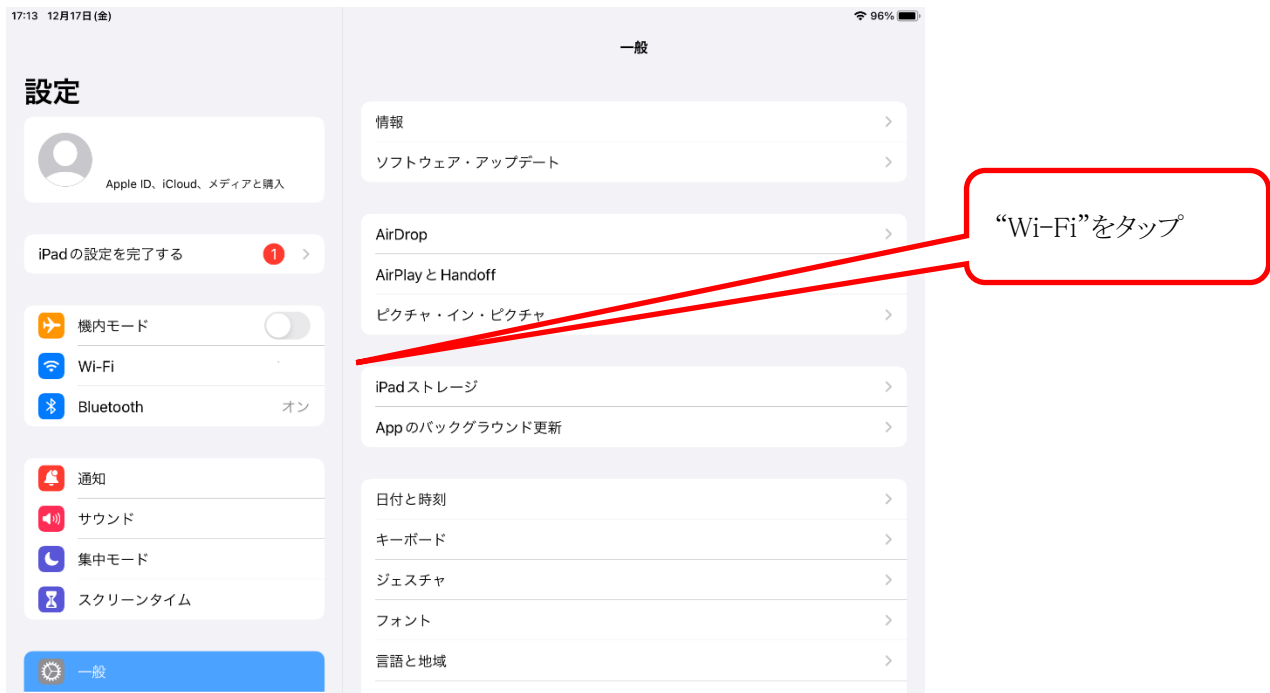 17:13 12月17日(金)
96%
設定
Apple ID、iCloud、メディアと購入
iPadの設定を完了する
1
機内モード
Wi-Fi
Bluetooth
オン
通知
サウンド
集中モード
スクリーンタイム
一般
一般
情報
ソフトウェア・アップデート
AirDrop
AirPlayとHandoff
ピクチャ・イン・ピクチャ
iPadストレージ
Appのバックグラウンド更新
日付と時刻
キーボード
ジェスチャ
フォント
言語と地域
“Wi-Fi”をタップ